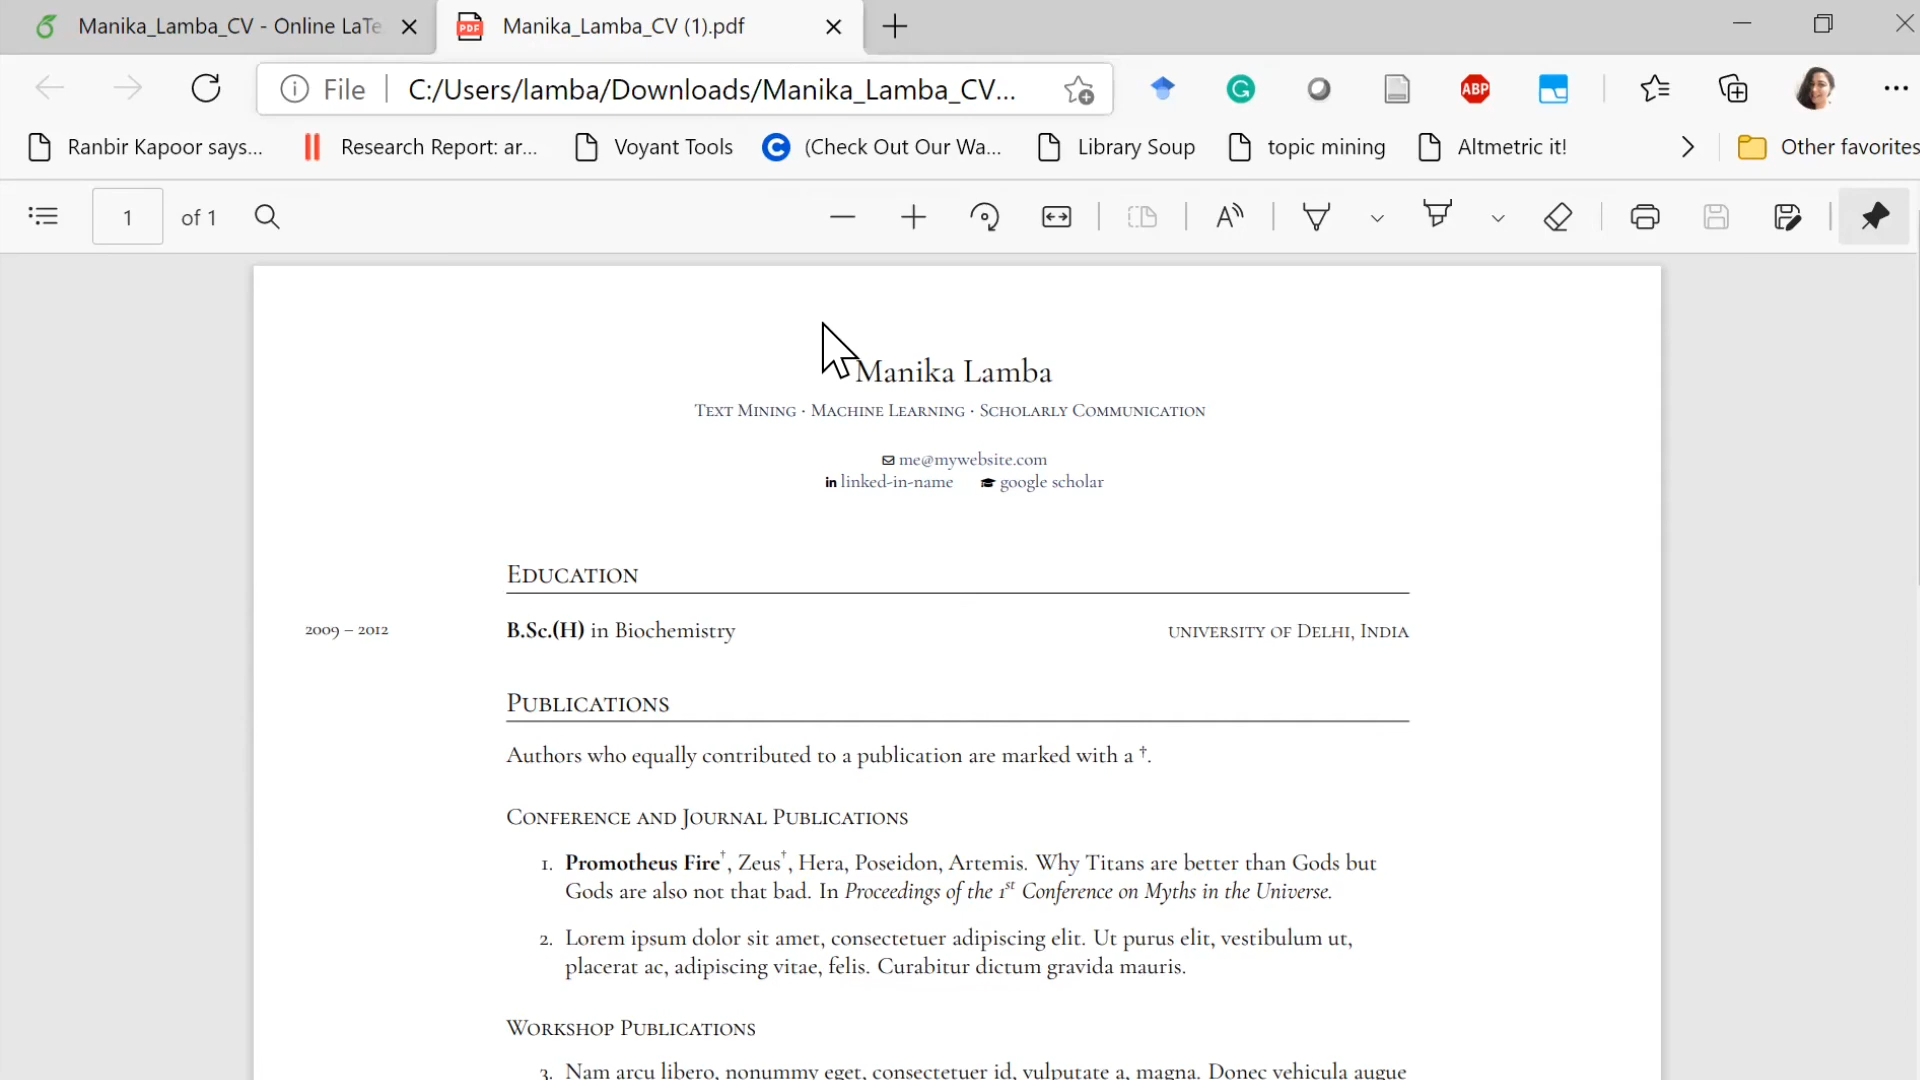 Manika_Lamba_CV - Online LaTe
Manika_Lamba_CV (1).pdf
File C:/Users/lamba/Downloads/Manika_Lamba_CV...
ABP
Ranbir Kapoor says...
Research Report: ar...
Voyant Tools
(Check Out Our Wa...
Library Soup
topic mining
Altmetric it!
Other favorites
1 of 1
Manika Lamba
Text Mining · Machine Learning · Scholarly Communication
me@mywebsite.com
in linked-in-name google scholar
Education
2009 – 2012 B.Sc.(H) in Biochemistry UNIVERSITY OF DELHI, INDIA
Publications
Authors who equally contributed to a publication are marked with a †.
Conference and Journal Publications
1. Promotheus Fire†, Zeus†, Hera, Poseidon, Artemis. Why Titans are better than Gods but
Gods are also not that bad. In Proceedings of the 1st Conference on Myths in the Universe.
2. Lorem ipsum dolor sit amet, consectetuer adipiscing elit. Ut purus elit, vestibulum ut,
placerat ac, adipiscing vitae, felis. Curabitur dictum gravida mauris.
Workshop Publications
3. Nam arcu libero, nonummy eget, consectetuer id, vulputate a, magna. Donec vehicula augue